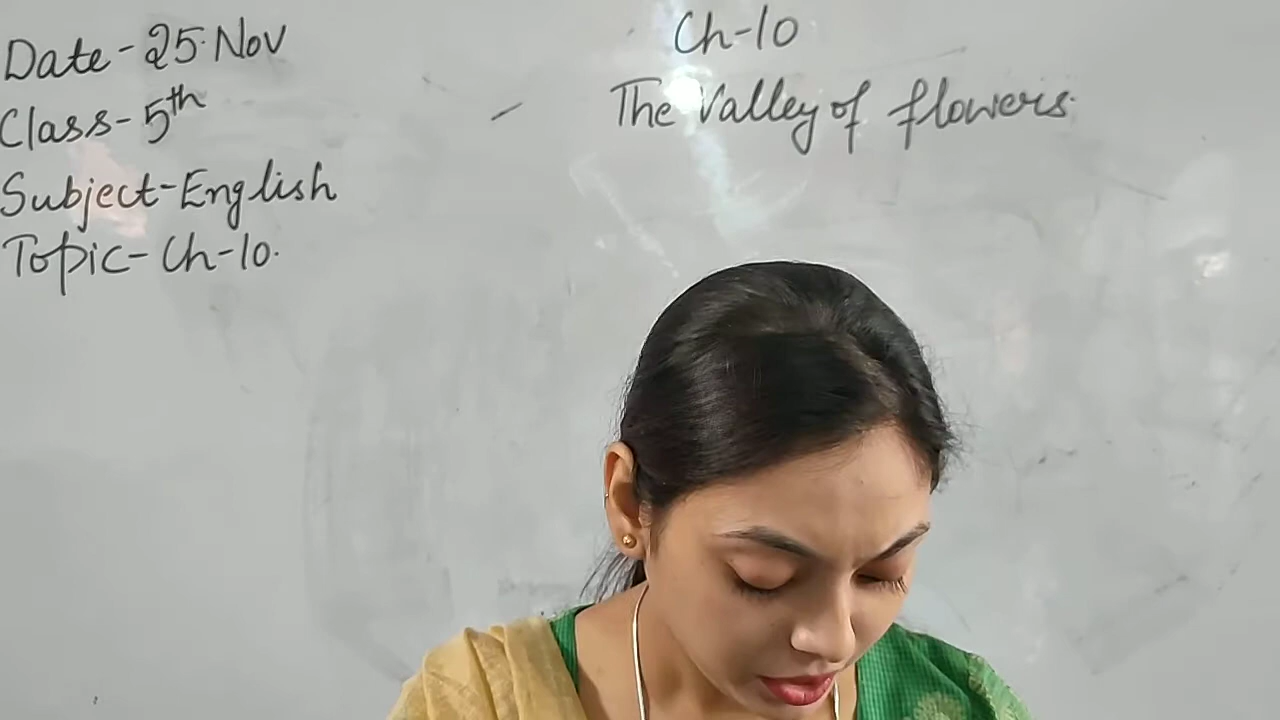 Date - 25 Nov
Class - 5th
Subject - English
Topic - Ch - 10.
Ch - 10
The Valley of flowers.